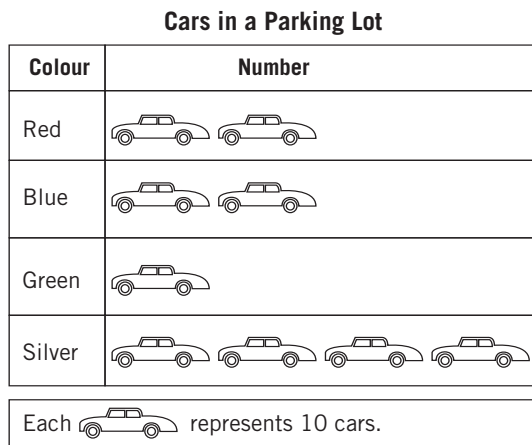 Cars in a Parking Lot
Colour Number
Red
Blue
Green
Silver
Each represents 10 cars.